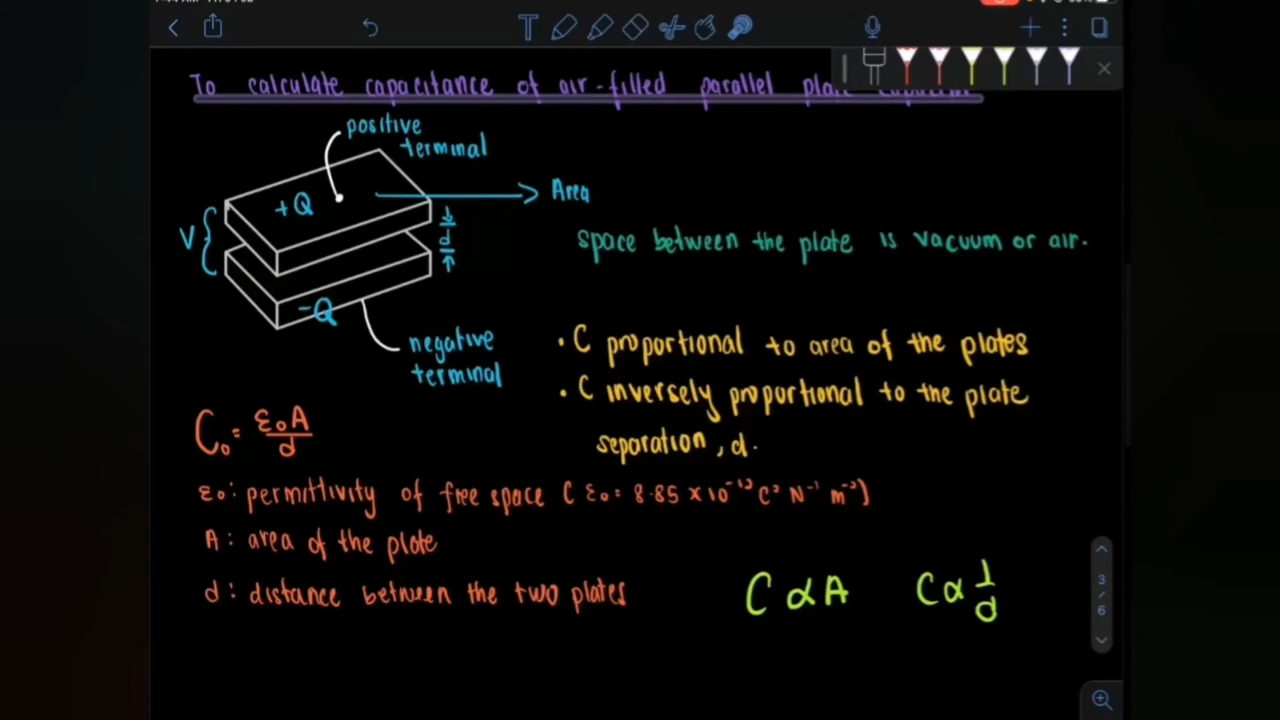 To calculate capacitance of air-filled parallel plate capacitor
positive
terminal
+Q
Area
V
d
space between the plate is vacuum or air.
-Q
negative
terminal
• C proportional to area of the plates
• C inversely proportional to the plate
separation, d.
C₀ = ε₀A/d
ε₀: permittivity of free space ( ε₀ = 8.85 x 10⁻¹² C² N⁻¹ m⁻²)
A: area of the plate
d: distance between the two plates
C ∝ A C ∝ 1/d
3
/
6